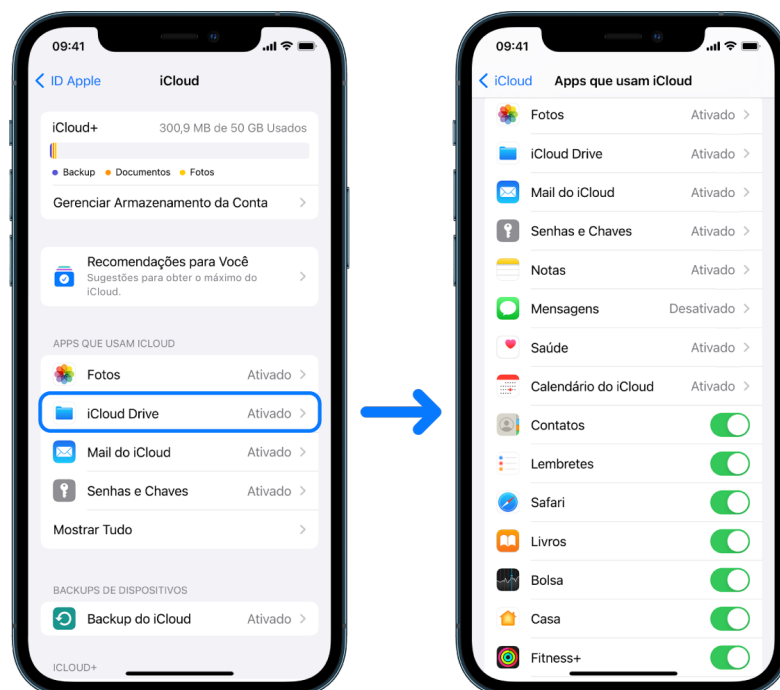 09:41
ID Apple
iCloud
iCloud+
300,9 MB de 50 GB Usados
Backup
Documentos
Fotos
Gerenciar Armazenamento da Conta
Recomendações para Você
Sugestões para obter o máximo do
iCloud.
APPS QUE USAM ICLOUD
Fotos
Ativado
iCloud Drive
Ativado
Mail do iCloud
Ativado
Senhas e Chaves
Ativado
Mostrar Tudo
BACKUPS DE DISPOSITIVOS
Backup do iCloud
Ativado
ICLOUD+
09:41
iCloud
Apps que usam iCloud
Fotos
Ativado
iCloud Drive
Ativado
Mail do iCloud
Ativado
Senhas e Chaves
Ativado
Notas
Ativado
Mensagens
Desativado
Saúde
Ativado
Calendário do iCloud
Ativado
Contatos
Lembretes
Safari
Livros
Bolsa
Casa
Fitness+